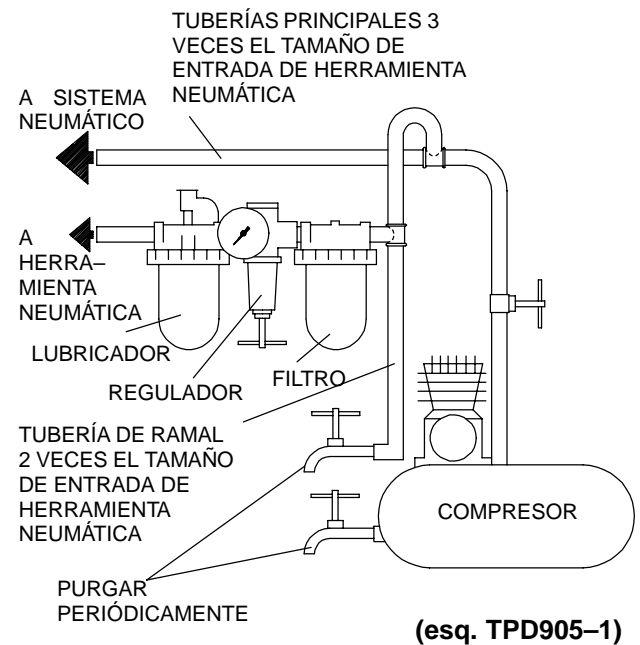 TUBERÍAS PRINCIPALES 3
VECES EL TAMAÑO DE
ENTRADA DE HERRAMIENTA
NEUMÁTICA
A SISTEMA
NEUMÁTICO
A
HERRA–
MIENTA
NEUMÁTICA
LUBRICADOR
REGULADOR
FILTRO
TUBERÍA DE RAMAL
2 VECES EL TAMAÑO
DE ENTRADA DE
HERRAMIENTA
NEUMÁTICA
COMPRESOR
PURGAR
PERIÓDICAMENTE
(esq. TPD905–1)